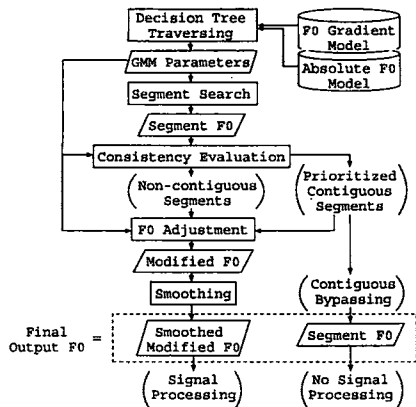 Decision Tree
Traversing
F0 Gradient
Model
Absolute F0
Model
GMM Parameters
Segment Search
Segment F0
Consistency Evaluation
(Non-contiguous
Segments)
(Prioritized
Contiguous
Segments)
F0 Adjustment
Modified F0
Smoothing
(Contiguous
Bypassing)
Final
Output F0 =
Smoothed
Modified F0
Segment F0
(Signal
Processing)
(No Signal
Processing)